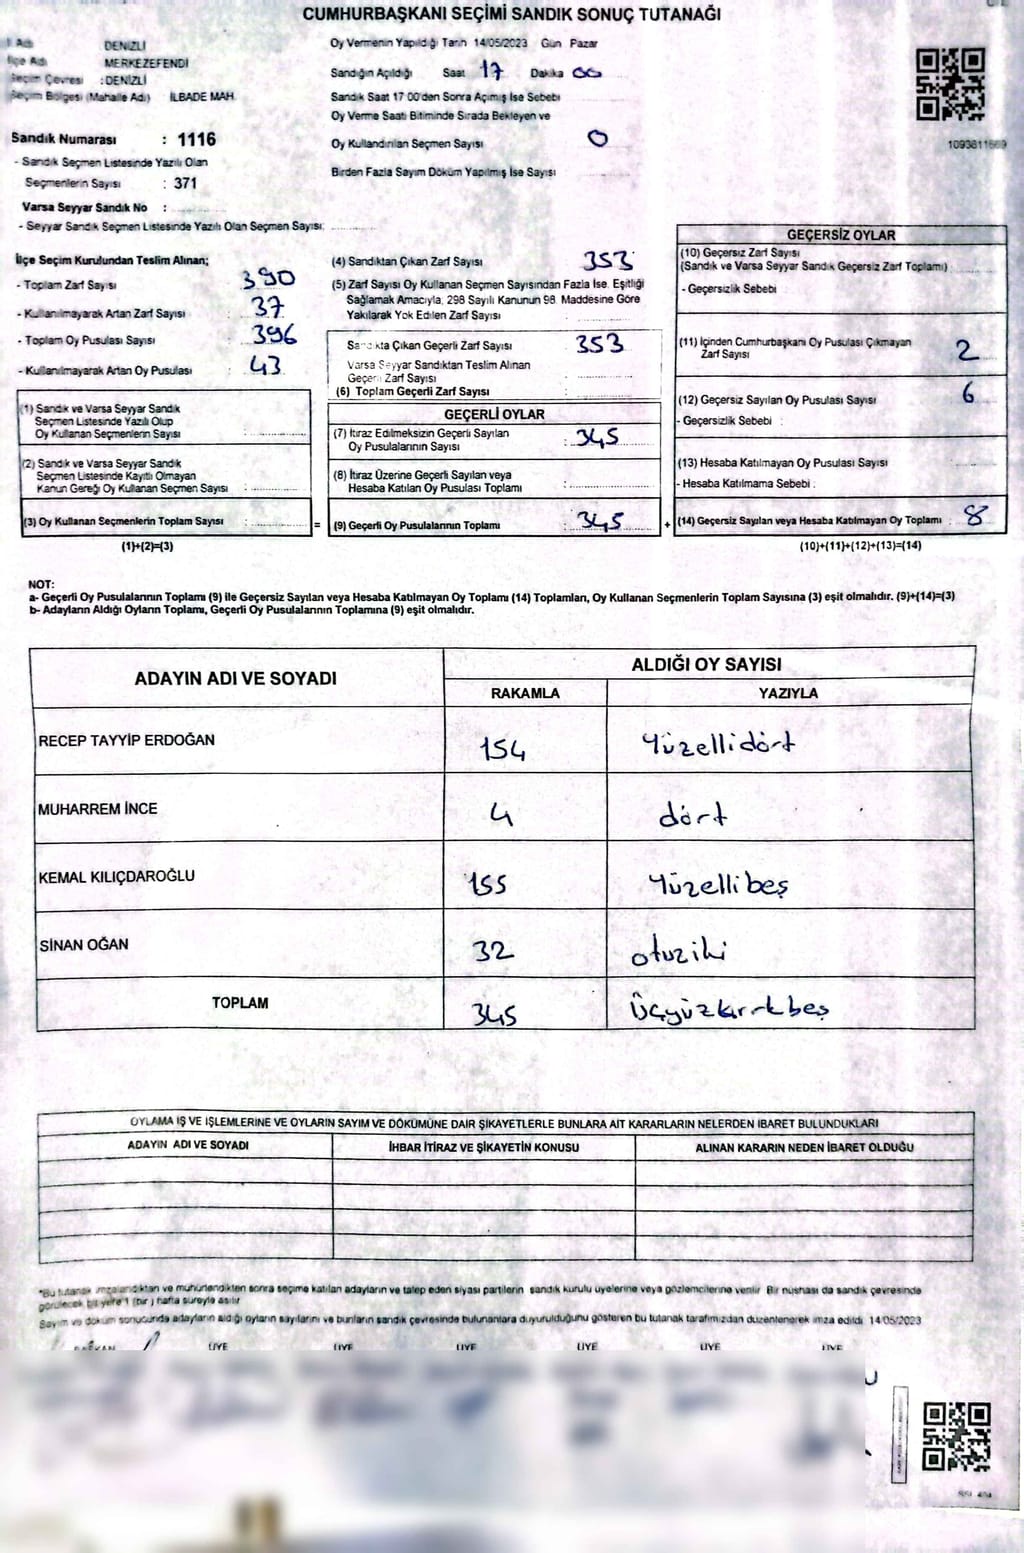 CUMHURBAŞKANI SEÇİMİ SANDIK SONUÇ TUTANAĞI
İl Adı DENİZLİ
İlçe Adı MERKEZEFENDİ
Seçim Çevresi : DENİZLİ
Seçim Bölgesi (Mahalle Adı) İLBADE MAH.
Sandık Numarası : 1116
- Sandık Seçmen Listesinde Yazılı Olan
Seçmenlerin Sayısı : 371
Varsa Seyyar Sandık No :
- Seyyar Sandık Seçmen Listesinde Yazılı Olan Seçmen Sayısı:
Oy Vermenin Yapıldığı Tarih 14/05/2023 Gün Pazar
Sandığın Açıldığı Saat 17 Dakika 00
Sandık Saat 17:00'den Sonra Açılmış İse Sebebi
Oy Verme Saati Bitiminde Sırada Bekleyen ve
Oy Kullandırılan Seçmen Sayısı 0
Birden Fazla Sayım Döküm Yapılmış İse Sayısı
1093811669
İlçe Seçim Kurulundan Teslim Alınan;
- Toplam Zarf Sayısı 390
- Kullanılmayarak Artan Zarf Sayısı : 37
- Toplam Oy Pusulası Sayısı : 396
- Kullanılmayarak Artan Oy Pusulası : 43
(1) Sandık ve Varsa Seyyar Sandık
Seçmen Listesinde Yazılı Olup
Oy Kullanan Seçmenlerin Sayısı :
(2) Sandık ve Varsa Seyyar Sandık
Seçmen Listesinde Kayıtlı Olmayan
Kanun Gereği Oy Kullanan Seçmen Sayısı :
(3) Oy Kullanan Seçmenlerin Toplam Sayısı :
(1)+(2)=(3)
=
(4) Sandıktan Çıkan Zarf Sayısı 353
(5) Zarf Sayısı Oy Kullanan Seçmen Sayısından Fazla İse, Eşitliği
Sağlamak Amacıyla, 298 Sayılı Kanunun 98. Maddesine Göre
Yakılarak Yok Edilen Zarf Sayısı :
Sandıkta Çıkan Geçerli Zarf Sayısı 353
Varsa Seyyar Sandıktan Teslim Alınan
Geçerli Zarf Sayısı :
(6) Toplam Geçerli Zarf Sayısı :
GEÇERLİ OYLAR
(7) İtiraz Edilmeksizin Geçerli Sayılan
Oy Pusulalarının Sayısı : 345
(8) İtiraz Üzerine Geçerli Sayılan veya
Hesaba Katılan Oy Pusulası Toplamı :
(9) Geçerli Oy Pusulalarının Toplamı : 345
+
GEÇERSİZ OYLAR
(10) Geçersiz Zarf Sayısı
(Sandık ve Varsa Seyyar Sandık Geçersiz Zarf Toplamı) :
- Geçersizlik Sebebi :
(11) İçinden Cumhurbaşkanı Oy Pusulası Çıkmayan
Zarf Sayısı : 2
(12) Geçersiz Sayılan Oy Pusulası Sayısı : 6
- Geçersizlik Sebebi :
(13) Hesaba Katılmayan Oy Pusulası Sayısı
- Hesaba Katılmama Sebebi :
(14) Geçersiz Sayılan veya Hesaba Katılmayan Oy Toplamı : 8
(10)+(11)+(12)+(13)=(14)
NOT:
a- Geçerli Oy Pusulalarının Toplamı (9) ile Geçersiz Sayılan veya Hesaba Katılmayan Oy Toplamı (14) Toplamları, Oy Kullanan Seçmenlerin Toplam Sayısına (3) eşit olmalıdır. (9)+(14)=(3)
b- Adayların Aldığı Oyların Toplamı, Geçerli Oy Pusulalarının Toplamına (9) eşit olmalıdır.
ADAYIN ADI VE SOYADI ALDIĞI OY SAYISI
RAKAMLA YAZIYLA
RECEP TAYYİP ERDOĞAN 154 Yüzellidört
MUHARREM İNCE 4 dört
KEMAL KILIÇDAROĞLU 155 Yüzellibeş
SİNAN OĞAN 32 otuziki
TOPLAM 345 Üçyüzkırkbeş
OYLAMA İŞ VE İŞLEMLERİNE VE OYLARIN SAYIM VE DÖKÜMÜNE DAİR ŞİKAYETLERLE BUNLARA AİT KARARLARIN NELERDEN İBARET BULUNDUKLARI
ADAYIN ADI VE SOYADI İHBAR İTİRAZ VE ŞİKAYETİN KONUSU ALINAN KARARIN NEDEN İBARET OLDUĞU
*Bu tutanak imzalandıktan ve mühürlendikten sonra seçime katılan adayların ve talep eden siyasi partilerin sandık kurulu üyelerine veya gözlemcilerine verilir. Bir nüshası da sandık çevresinde
görülecek bir yere 1 (bir) hafta süreyle asılır
Sayım ve döküm sonucunda adayların aldığı oyların sayılarını ve bunların sandık çevresinde bulunanlara duyurulduğunu gösteren bu tutanak tarafımızdan düzenlenerek imza edildi. 14/05/2023
BAŞKAN ÜYE ÜYE ÜYE ÜYE ÜYE ÜYE